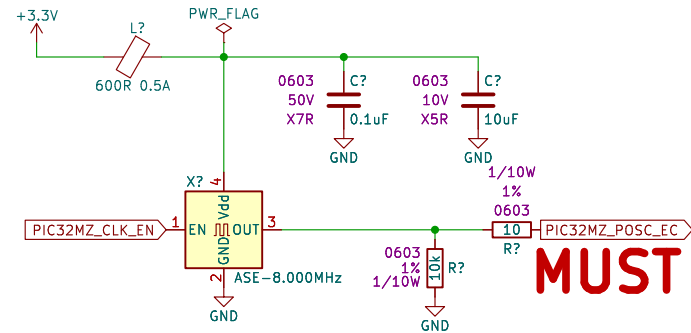 PWR_FLAG
+3.3V
L?
600R 0.5A
0603
50V
X7R
C?
0.1uF
GND
0603
10V
X5R
C?
10uF
GND
X?
4
Vdd
PIC32MZ_CLK_EN
1
EN
OUT
3
GND
2
ASE-8.000MHz
GND
1/10W
1%
0603
10
R?
PIC32MZ_POSC_EC
0603
1%
1/10W
10k
R?
GND
MUST